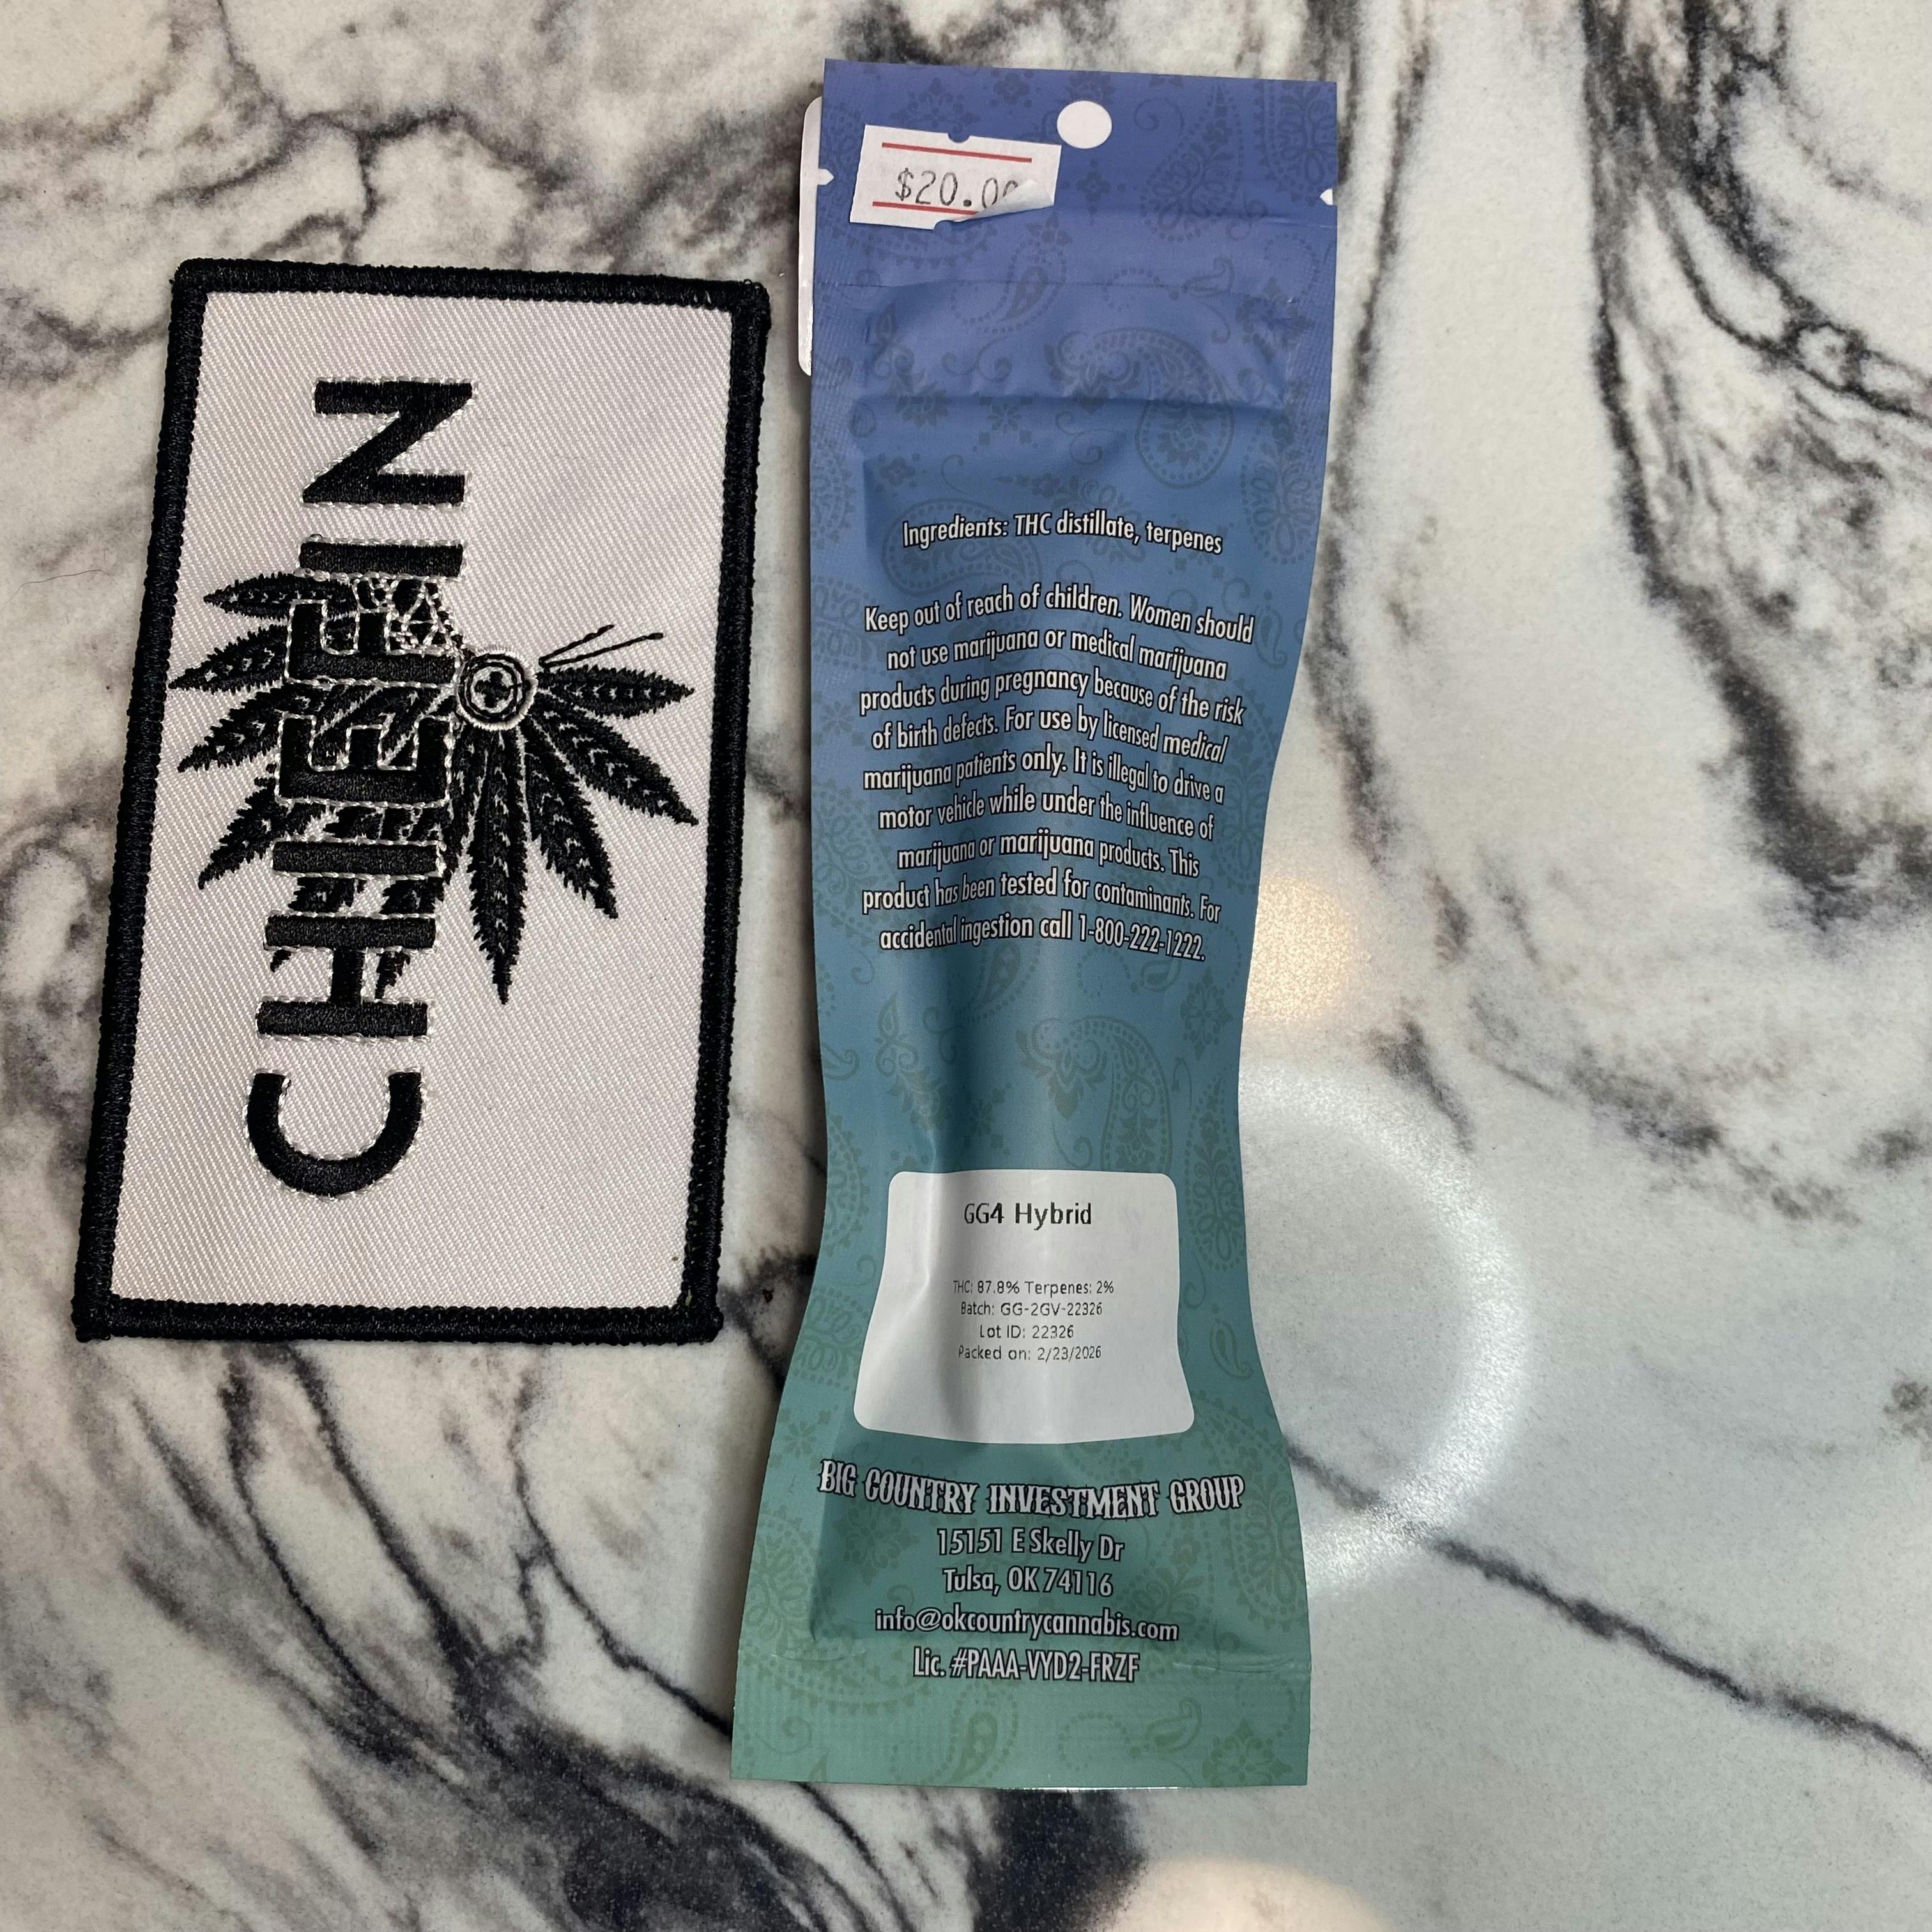 CHIEFIN
$20.00
Ingredients: THC distillate, terpenes
Keep out of reach of children. Women should
not use marijuana or medical marijuana
products during pregnancy because of the risk
of birth defects. For use by licensed medical
marijuana patients only. It is illegal to drive a
motor vehicle while under the influence of
marijuana or marijuana products. This
product has been tested for contaminants. For
accidental ingestion call 1-800-222-1222.
GG4 Hybrid
THC: 87.8% Terpenes: 2%
Batch: GG-2GV-22326
Lot ID: 22326
Packed on: 2/23/2026
BIG COUNTRY INVESTMENT GROUP
15151 E Skelly Dr
Tulsa, OK 74116
info@okcountrycannabis.com
Lic. #PAAA-VYD2-FRZF